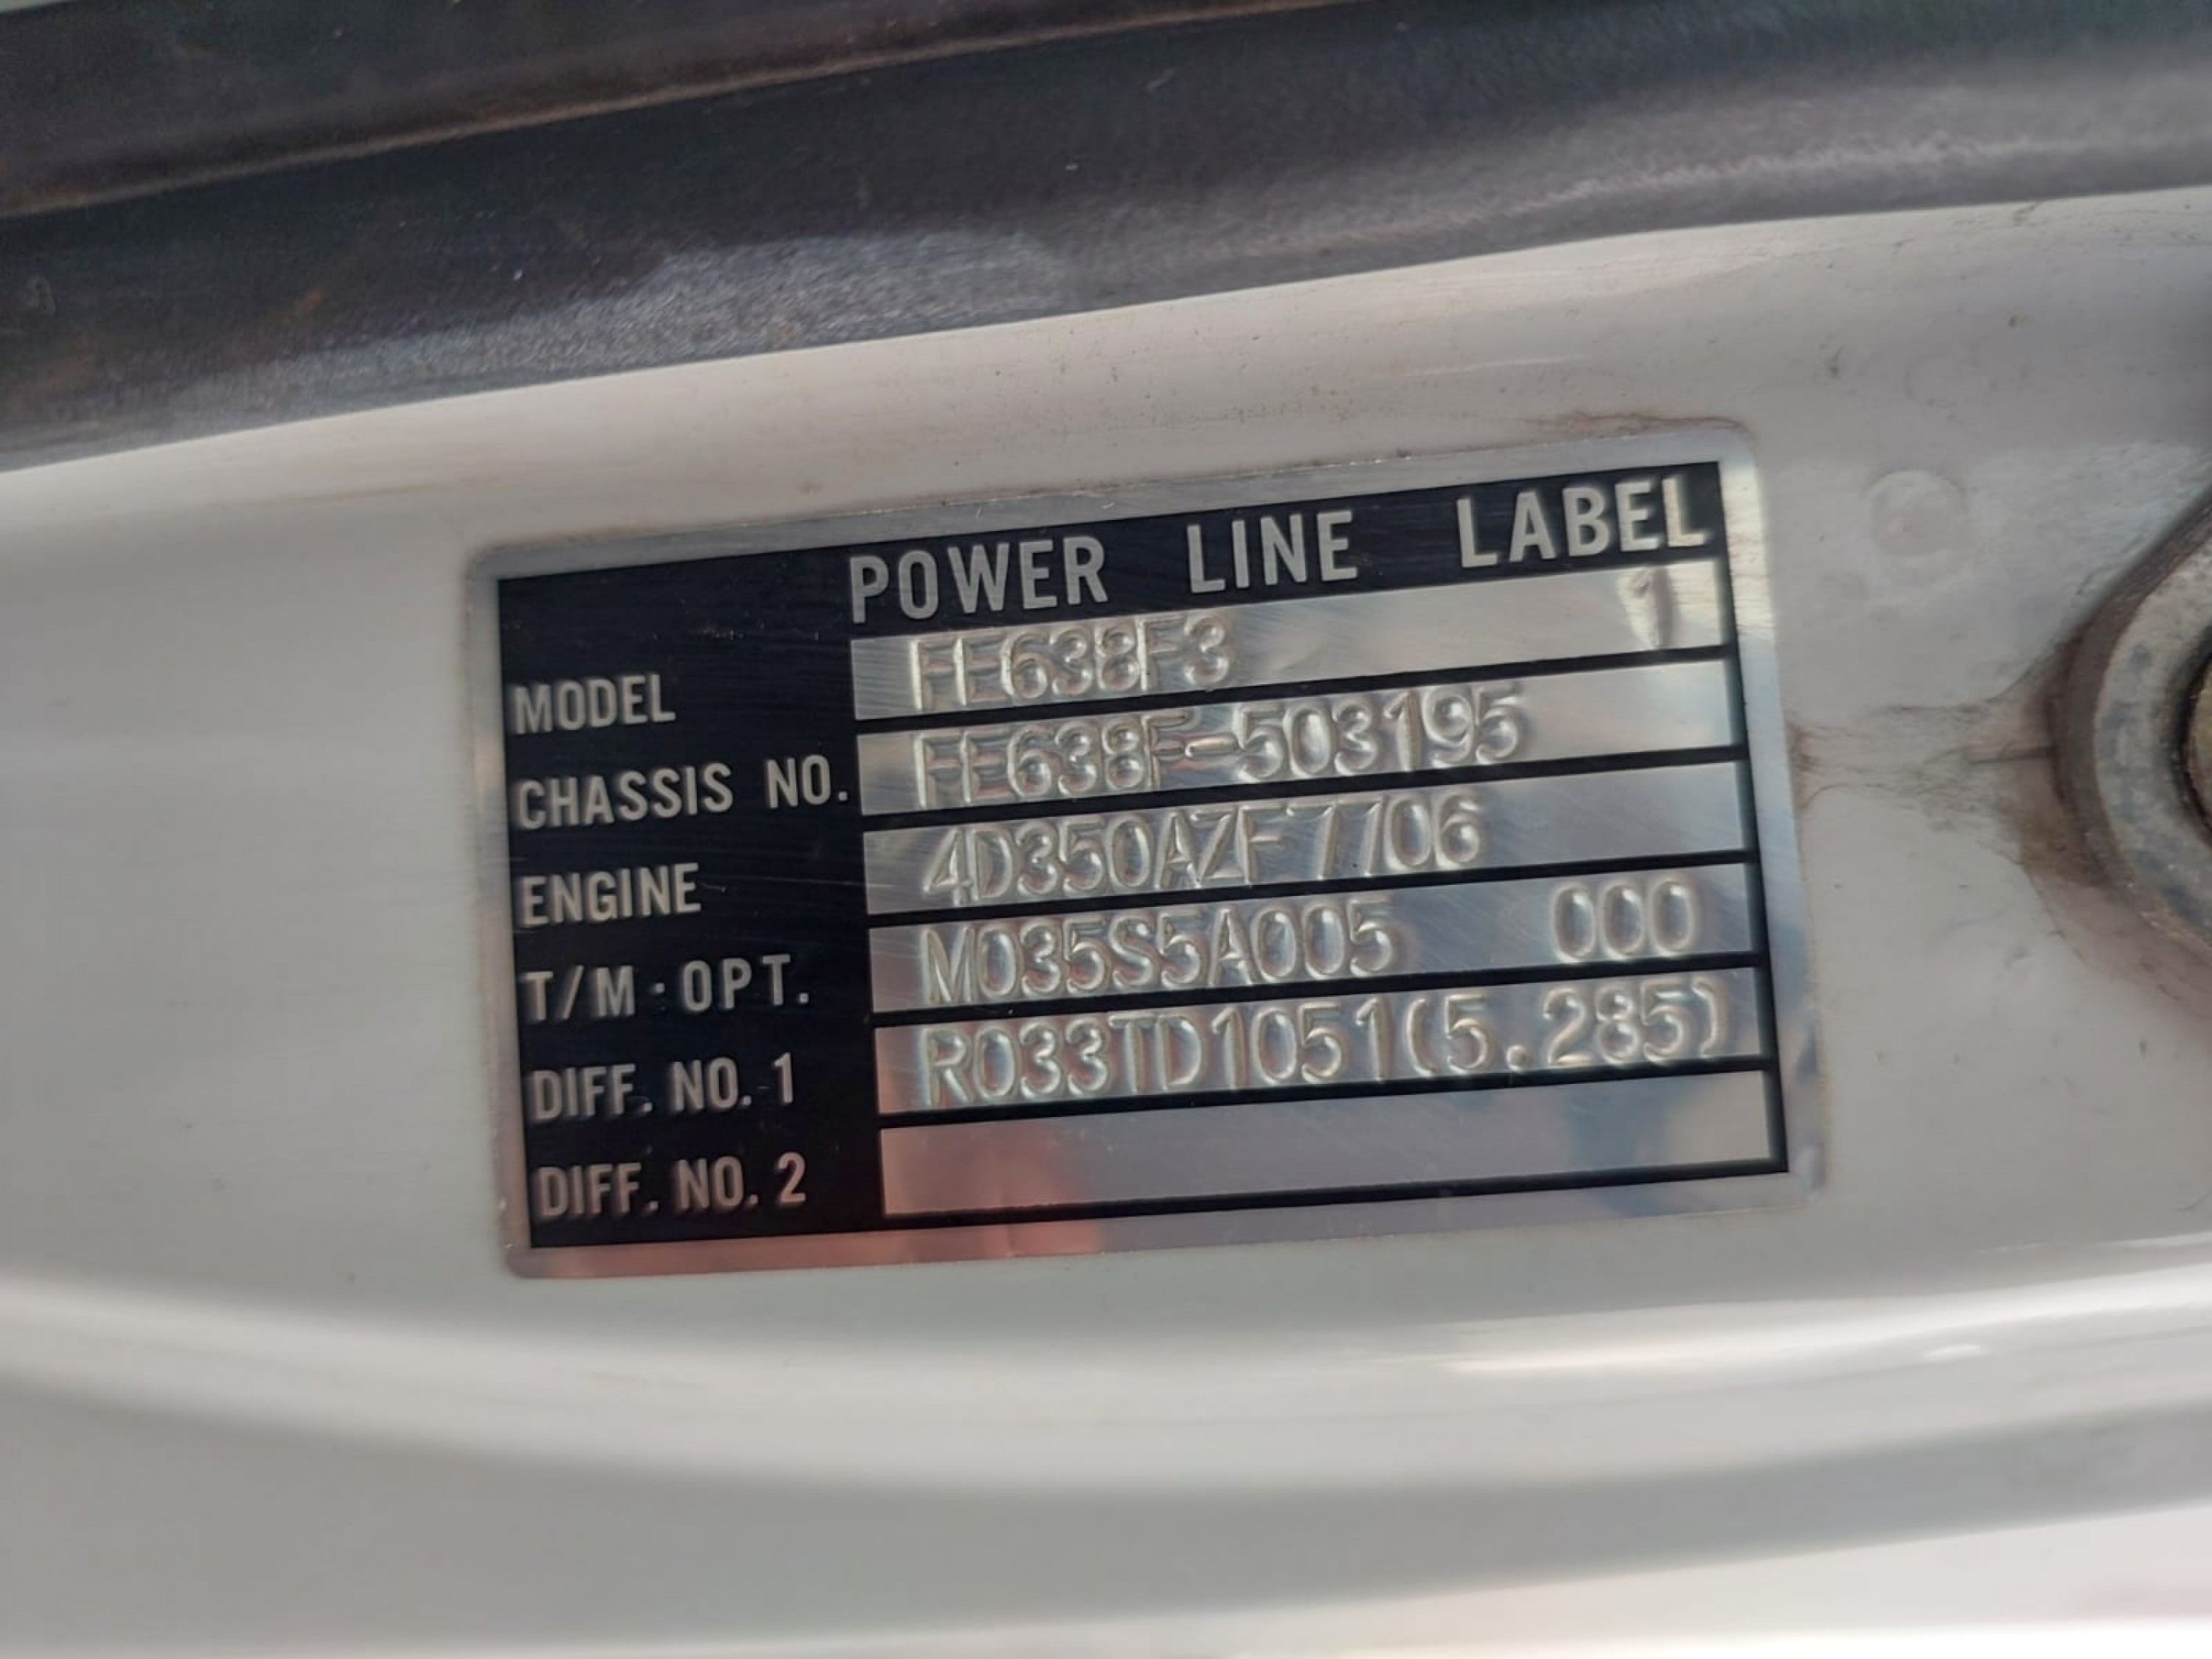 POWER LINE LABEL
MODEL FE638F3 1
CHASSIS NO. FE638F-503195
ENGINE 4D350AZF7706
T/M·OPT. M035S5A005 000
DIFF. NO. 1 R033TD1051(5.285)
DIFF. NO. 2